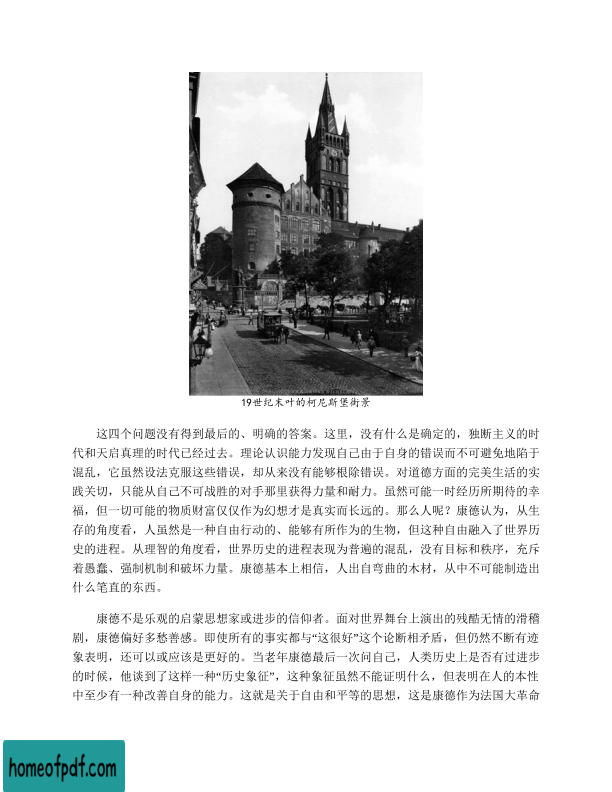 19世纪末叶的柯尼斯堡街景
这四个问题没有得到最后的、明确的答案。这里，没有什么是确定的，独断主义的时
代和天启真理的时代已经过去。理论认识能力发现自己由于自身的错误而不可避免地陷于
混乱，它虽然设法克服这些错误，却从来没有能够根除错误。对道德方面的完美生活的实
践关切，只能从自己不可战胜的对手那里获得力量和耐力。虽然可能一时经历所期待的幸
福，但一切可能的物质财富仅仅作为幻想才是真实而长远的。那么人呢？康德认为，从生
存的角度看，人虽然是一种自由行动的、能够有所作为的生物，但这种自由融入了世界历
史的进程。从理智的角度看，世界历史的进程表现为普遍的混乱，没有目标和秩序，充斥
着愚蠢、强制机制和破坏力量。康德基本上相信，人出自弯曲的木材，从中不可能制造出
什么笔直的东西。
康德不是乐观的启蒙思想家或进步的信仰者。面对世界舞台上演出的残酷无情的滑稽
剧，康德偏好多愁善感。即使所有的事实都与“这很好”这个论断相矛盾，但仍然不断有迹
象表明，还可以或应该是更好的。当老年康德最后一次问自己，人类历史上是否有过进步
的时候，他谈到了这样一种“历史象征”，这种象征虽然不能证明什么，但表明在人的本性
中至少有一种改善自身的能力。这就是关于自由和平等的思想，这是康德作为法国大革命
homeofpdf.com